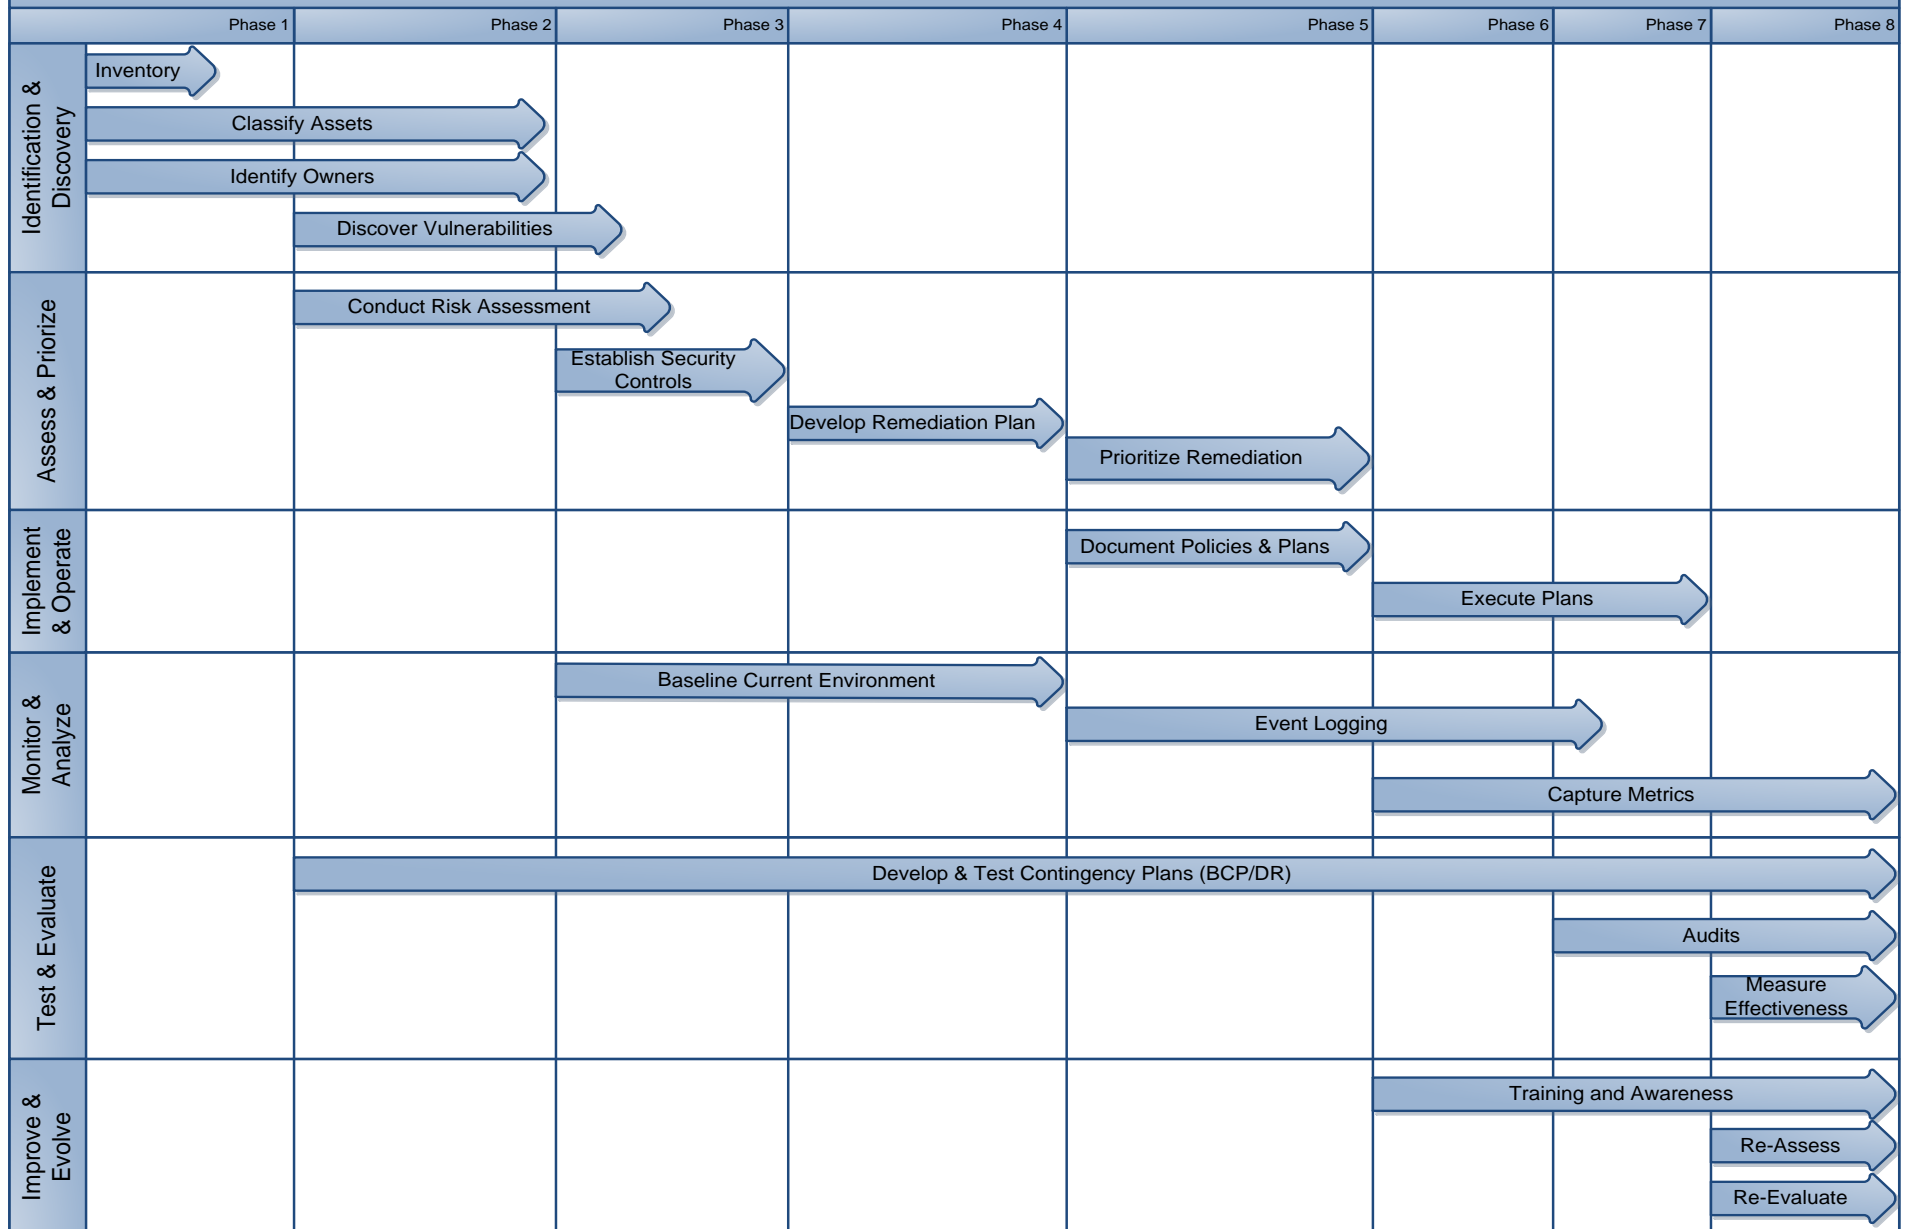 Phase 1
Phase 2
Phase 3
Phase 4
Phase 5
Phase 6
Phase 7
Phase 8
Identification &
Discovery
Inventory
Classify Assets
Identify Owners
Discover Vulnerabilities
Assess & Priorize
Conduct Risk Assessment
Establish Security
Controls
Develop Remediation Plan
Prioritize Remediation
Implement
& Operate
Document Policies & Plans
Execute Plans
Monitor &
Analyze
Baseline Current Environment
Event Logging
Capture Metrics
Test & Evaluate
Develop & Test Contingency Plans (BCP/DR)
Audits
Measure
Effectiveness
Improve &
Evolve
Training and Awareness
Re-Assess
Re-Evaluate